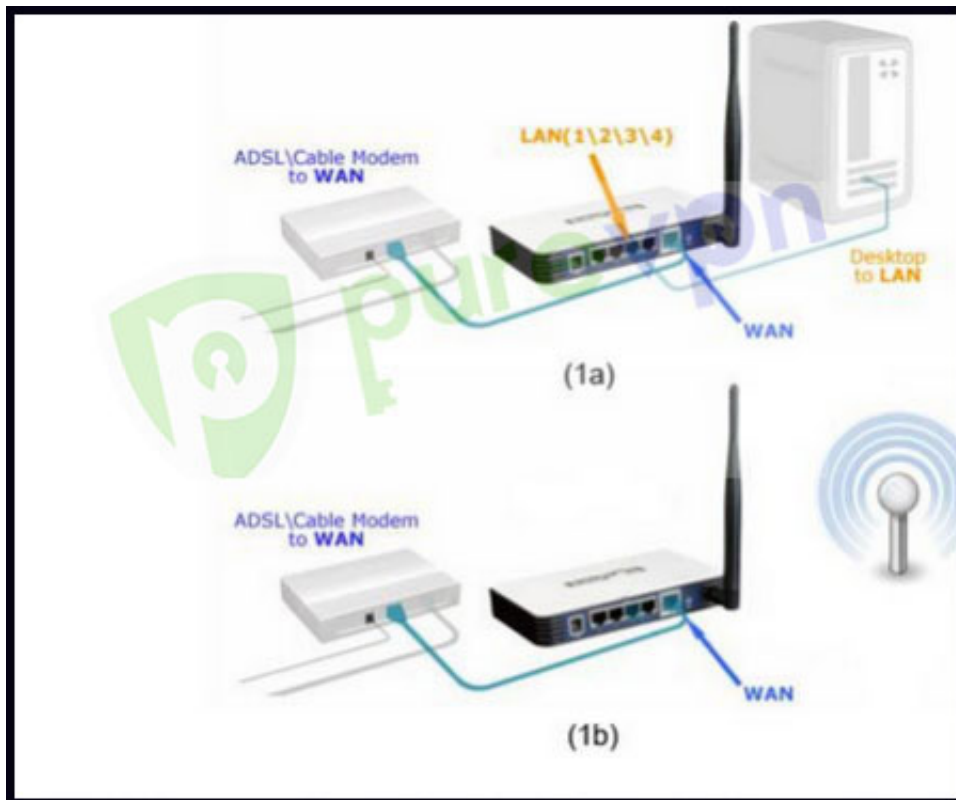 LAN(1\2\3\4)
ADSL\Cable Modem
to WAN
purevpn
Desktop
to LAN
WAN
(1a)
ADSL\Cable Modem
to WAN
WAN
(1b)